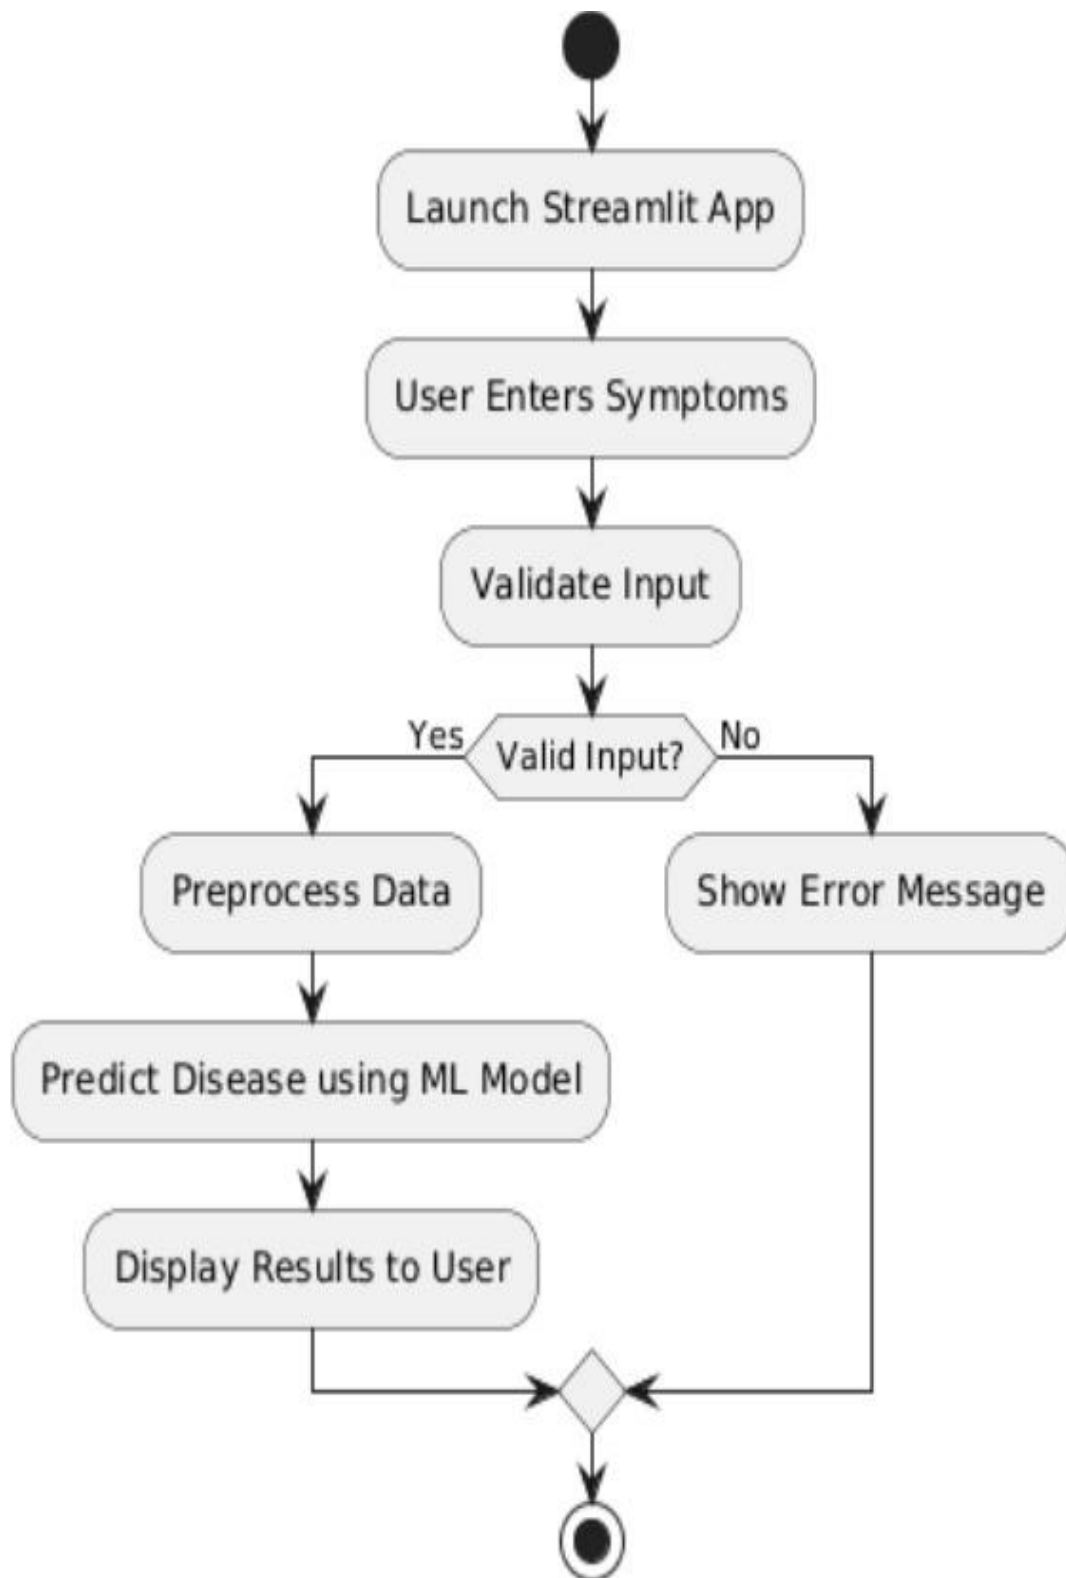 Launch Streamlit App
User Enters Symptoms
Validate Input
Yes
Valid Input?
No
Preprocess Data
Show Error Message
Predict Disease using ML Model
Display Results to User